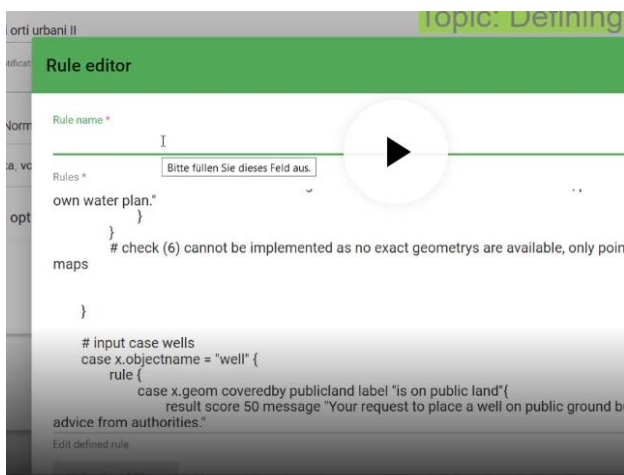 Topic: Defining
i orti urbani II
Rule editor
Rule name *
Bitte füllen Sie dieses Feld aus.
Rules *
own water plan."
}
}
# check (6) cannot be implemented as no exact geometrys are available, only poin
maps
opt
}
# input case wells
case x.objectname = "well" {
rule {
case x.geom coveredby publicland label "is on public land"{
result score 50 message "Your request to place a well on public ground b
advice from authorities."
Edit defined rule